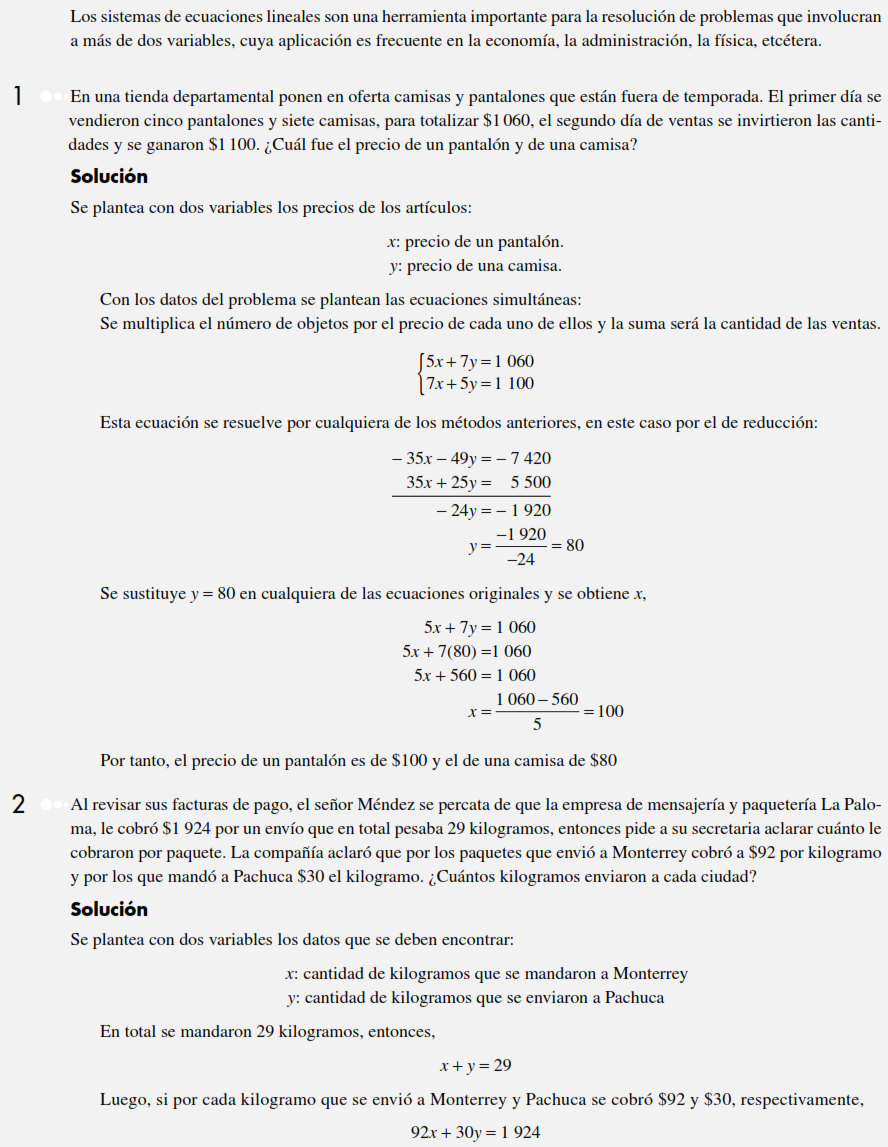 Los sistemas de ecuaciones lineales son una herramienta importante para la resolución de problemas que involucran
a más de dos variables, cuya aplicación es frecuente en la economía, la administración, la física, etcétera.
1 En una tienda departamental ponen en oferta camisas y pantalones que están fuera de temporada. El primer día se
vendieron cinco pantalones y siete camisas, para totalizar $1 060, el segundo día de ventas se invirtieron las canti-
dades y se ganaron $1 100. ¿Cuál fue el precio de un pantalón y de una camisa?
Solución
Se plantea con dos variables los precios de los artículos:
x: precio de un pantalón.
y: precio de una camisa.
Con los datos del problema se plantean las ecuaciones simultáneas:
Se multiplica el número de objetos por el precio de cada uno de ellos y la suma será la cantidad de las ventas.
5x + 7y = 1 060
7x + 5y = 1 100
Esta ecuación se resuelve por cualquiera de los métodos anteriores, en este caso por el de reducción:
− 35x − 49y = − 7 420
35x + 25y = 5 500
− 24y = − 1 920
y = −1 920 / −24 = 80
Se sustituye y = 80 en cualquiera de las ecuaciones originales y se obtiene x,
5x + 7y = 1 060
5x + 7(80) =1 060
5x + 560 = 1 060
x = 1 060 − 560 / 5 = 100
Por tanto, el precio de un pantalón es de $100 y el de una camisa de $80
2 Al revisar sus facturas de pago, el señor Méndez se percata de que la empresa de mensajería y paquetería La Palo-
ma, le cobró $1 924 por un envío que en total pesaba 29 kilogramos, entonces pide a su secretaria aclarar cuánto le
cobraron por paquete. La compañía aclaró que por los paquetes que envió a Monterrey cobró a $92 por kilogramo
y por los que mandó a Pachuca $30 el kilogramo. ¿Cuántos kilogramos enviaron a cada ciudad?
Solución
Se plantea con dos variables los datos que se deben encontrar:
x: cantidad de kilogramos que se mandaron a Monterrey
y: cantidad de kilogramos que se enviaron a Pachuca
En total se mandaron 29 kilogramos, entonces,
x + y = 29
Luego, si por cada kilogramo que se envió a Monterrey y Pachuca se cobró $92 y $30, respectivamente,
92x + 30y = 1 924